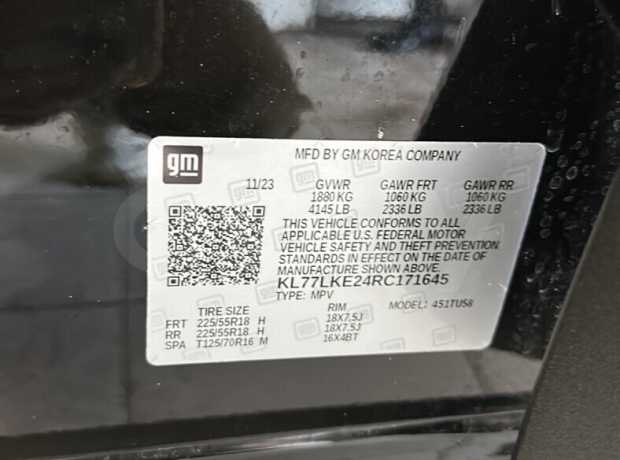 gm
MFD BY GM KOREA COMPANY
11/23 GVWR GAWR FRT GAWR RR
1880 KG 1060 KG 1060 KG
4145 LB 2336 LB 2336 LB
THIS VEHICLE CONFORMS TO ALL
APPLICABLE U.S. FEDERAL MOTOR
VEHICLE SAFETY AND THEFT PREVENTION
STANDARDS IN EFFECT ON THE DATE OF
MANUFACTURE SHOWN ABOVE.
KL77LKE24RC171645
TYPE: MPV MODEL: 4S1TU58
TIRE SIZE RIM
FRT 225/55R18 H 18X7.5J
RR 225/55R18 H 18X7.5J
SPA T125/70R16 M 16X4BT